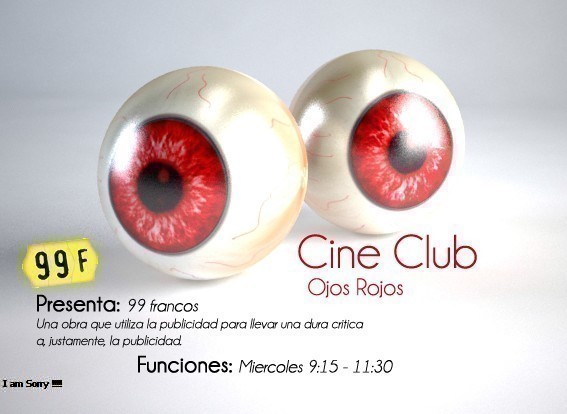 Cine Club
Ojos Rojos
99 F
Presenta: 99 francos
Una obra que utiliza la publicidad para llevar una dura critica
a, justamente, la publicidad.
Funciones: Miercoles 9:15 - 11:30
I am Sorry !!!!